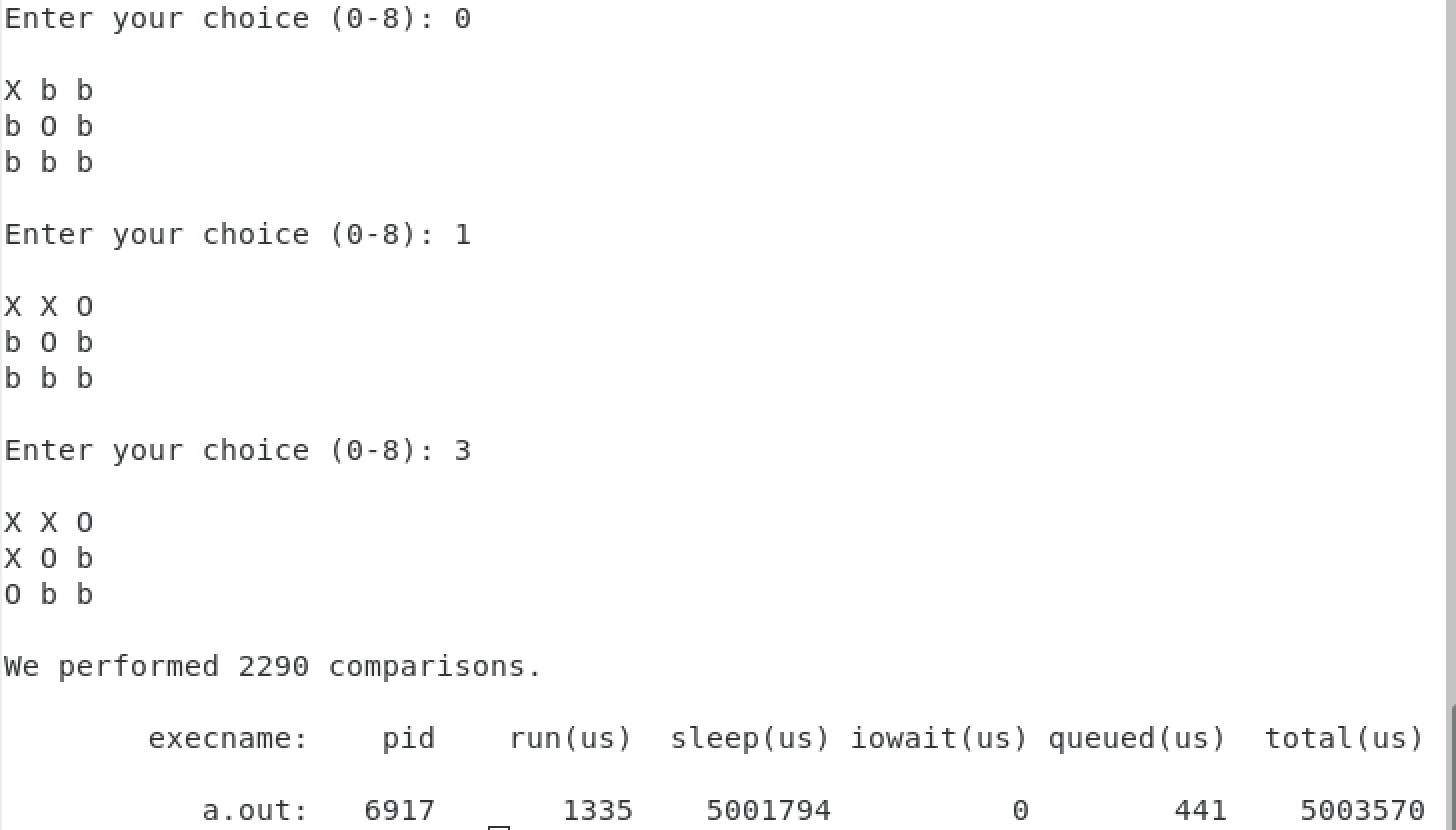 Enter your choice (0-8): 0
X b b
b O b
b b b
Enter your choice (0-8): 1
X X O
b O b
b b b
Enter your choice (0-8): 3
X X O
X O b
O b b
We performed 2290 comparisons.
execname: pid run(us) sleep(us) iowait(us) queued(us) total(us)
a.out: 6917 1335 5001794 0 441 5003570